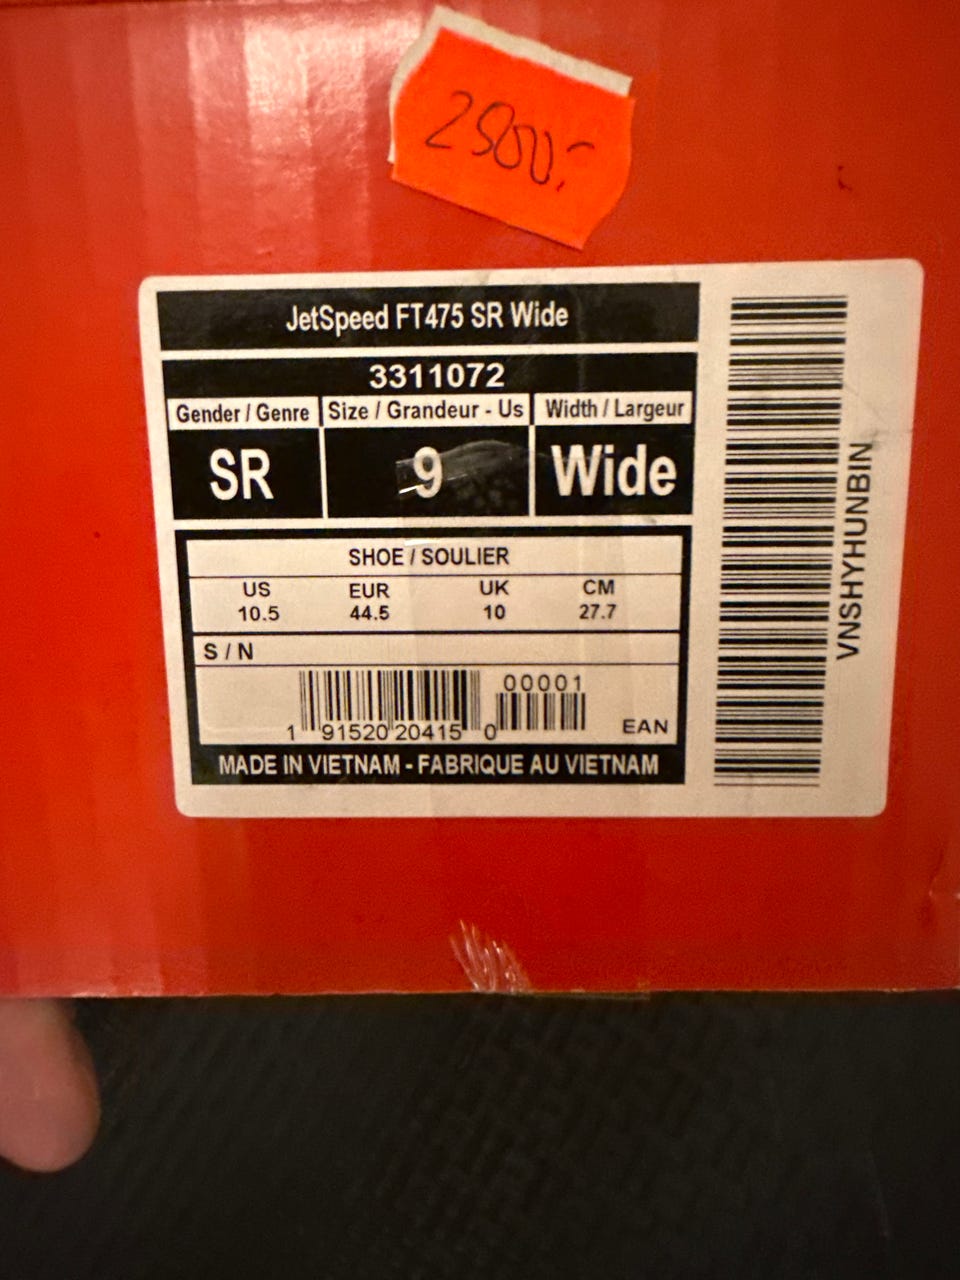 2900:-
JetSpeed FT475 SR Wide
3311072
Gender / Genre Size / Grandeur - Us Width / Largeur
SR 9 Wide
SHOE / SOULIER
US EUR UK CM
10.5 44.5 10 27.7
S / N
00001
1 91520 20415 0
EAN
MADE IN VIETNAM - FABRIQUE AU VIETNAM
VNSHYHUNBIN